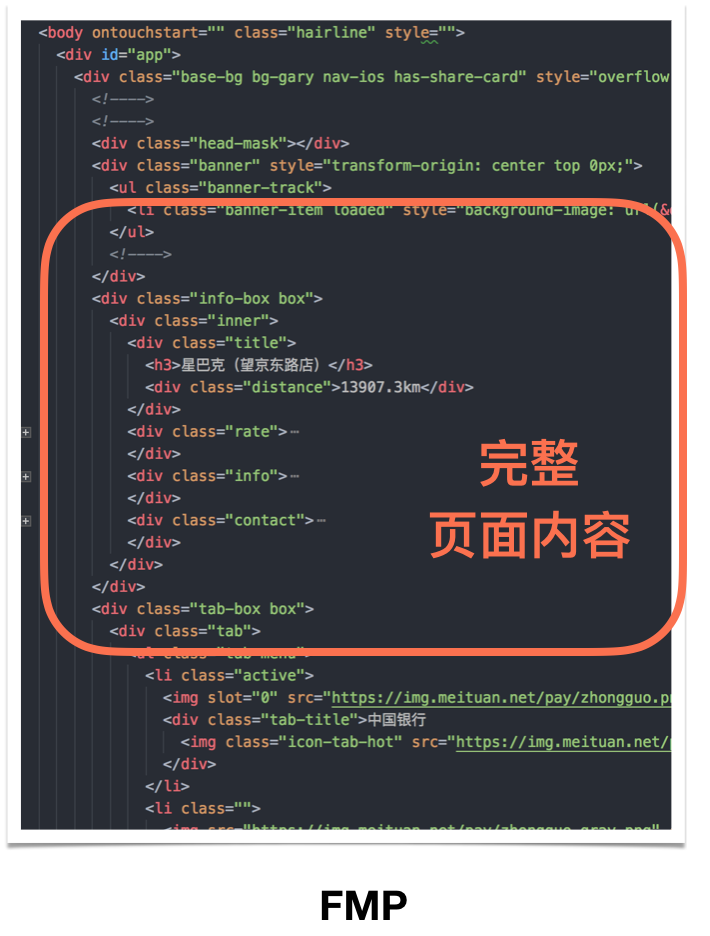 <body ontouchstart="" class="hairline" style="">
<div id="app">
<div class="base-bg bg-gary nav-ios has-share-card" style="overflow
<!---->
<!---->
<div class="head-mask"></div>
<div class="banner" style="transform-origin: center top 0px;">
<ul class="banner-track">
<li class="banner-item loaded" style="background-image: url(&
</ul>
<!---->
</div>
<div class="info-box box">
<div class="inner">
<div class="title">
<h3>星巴克（望京东路店）</h3>
<div class="distance">13907.3km</div>
</div>
<div class="rate">⋯
</div>
<div class="info">⋯
</div>
<div class="contact">⋯
</div>
</div>
</div>
完整
页面内容
<div class="tab-box box">
<div class="tab">
<ul class="tab-menu">
<li class="active">
<img slot="0" src="https://img.meituan.net/pay/zhongguo.pn
<div class="tab-title">中国银行
<img class="icon-tab-hot" src="https://img.meituan.net/p
</div>
</li>
<li class="">
<img src="https://img.meituan.net/pay/zhongguo-gray.png"
FMP